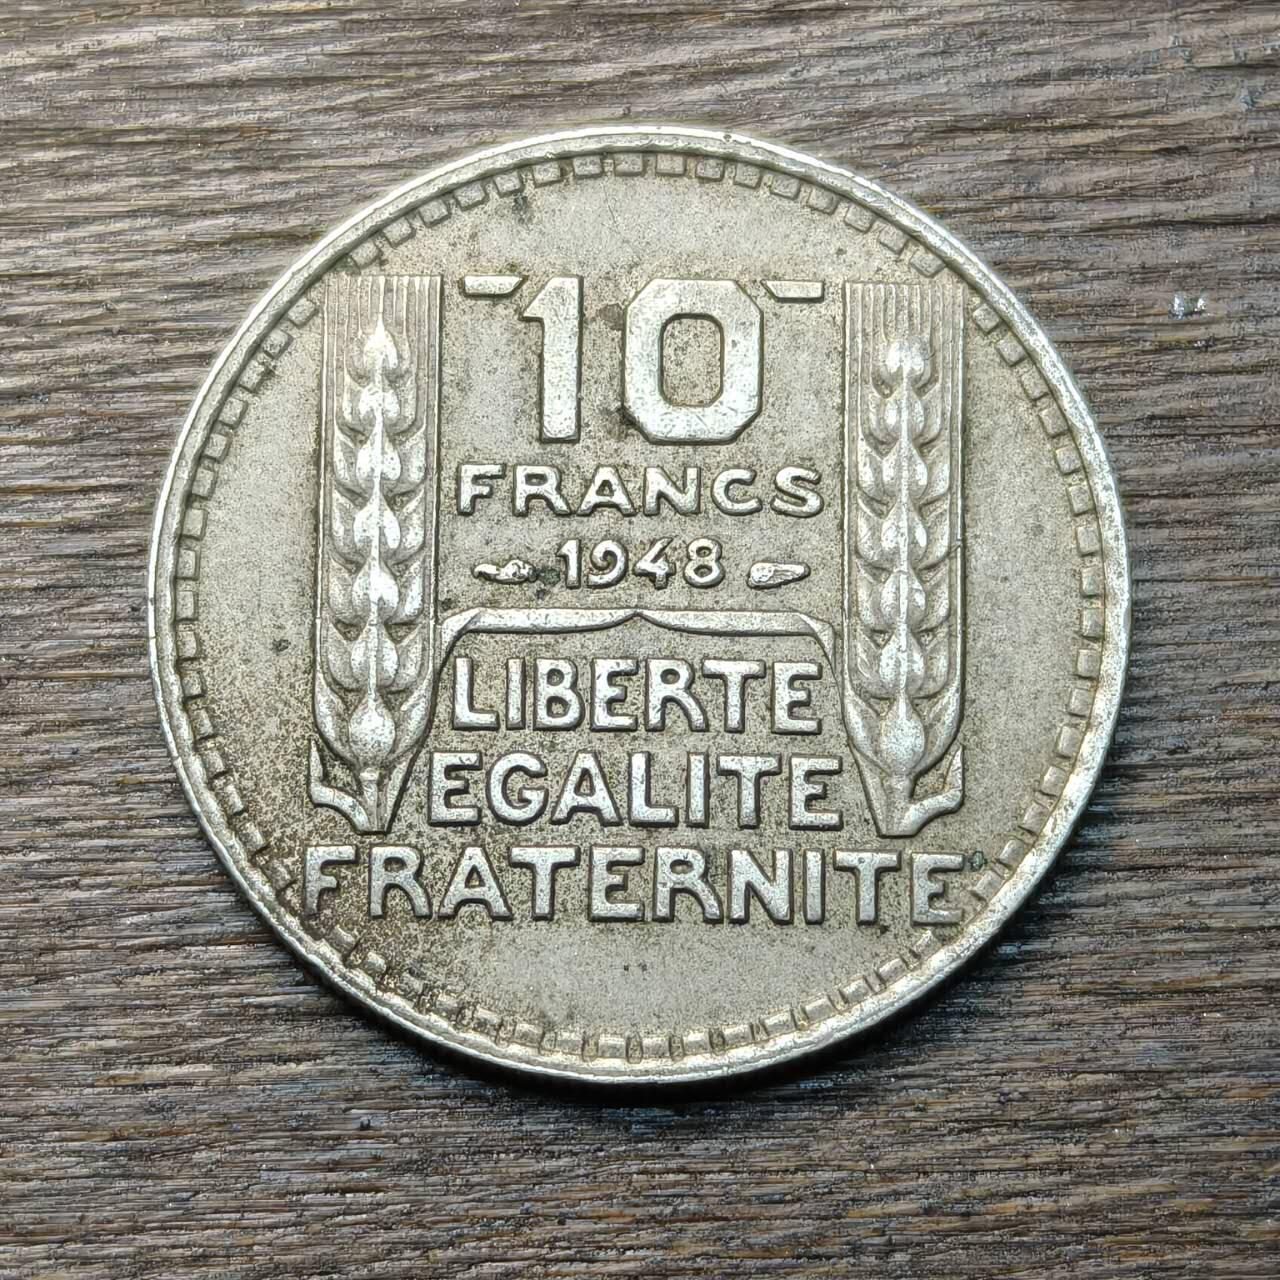 10
FRANCS
1948
LIBERTE
EGALITE
FRATERNITE